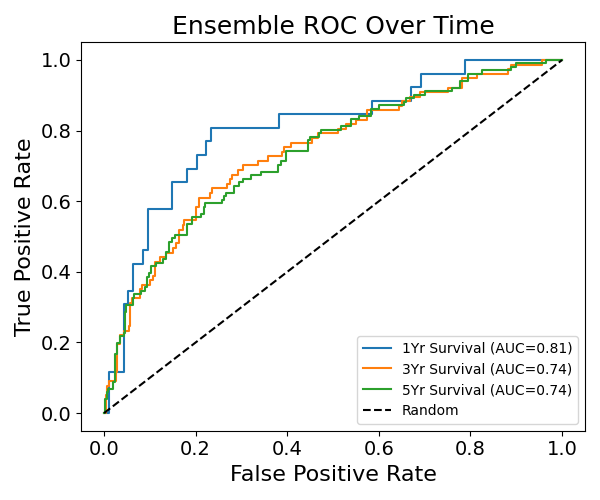 Ensemble ROC Over Time
True Positive Rate
1.0
0.8
0.6
0.4
0.2
0.0
1Yr Survival (AUC=0.81)
3Yr Survival (AUC=0.74)
5Yr Survival (AUC=0.74)
Random
0.0 0.2 0.4 0.6 0.8 1.0
False Positive Rate